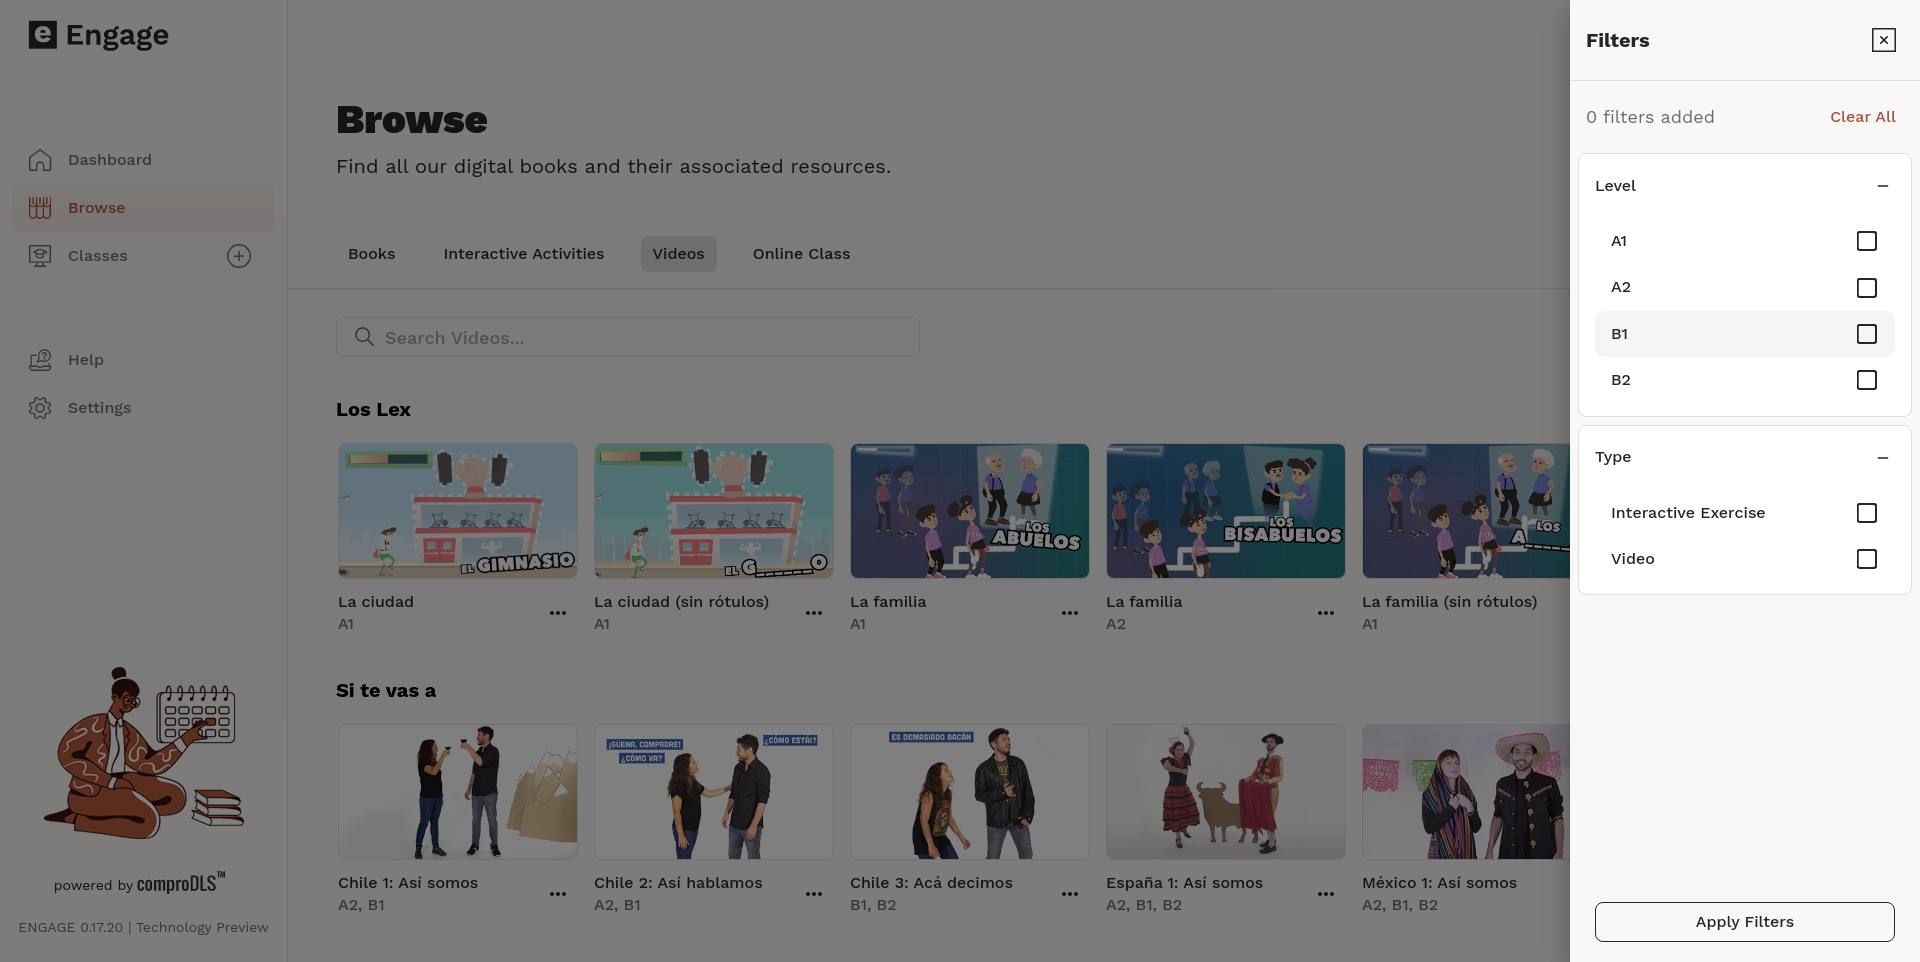 e Engage
Dashboard
Browse
Classes
Help
Settings
powered by comproDLS™
ENGAGE 0.17.20 | Technology Preview
Browse
Find all our digital books and their associated resources.
Books Interactive Activities Videos Online Class
Search Videos...
Los Lex
EL GIMNASIO
EL G_____O
LOS ABUELOS
LOS BISABUELOS
LOS A_____
La ciudad
A1
La ciudad (sin rótulos)
A1
La familia
A1
La familia
A2
La familia (sin rótulos)
A1
Si te vas a
¡GÜENA, COMPADRE!
¿CÓMO VA?
¿CÓMO ESTÁI?
ES DEMASIADO BACÁN
Chile 1: Así somos
A2, B1
Chile 2: Así hablamos
A2, B1
Chile 3: Acá decimos
B1, B2
España 1: Así somos
A2, B1, B2
México 1: Así somos
A2, B1, B2
Filters
0 filters added
Clear All
Level
A1
A2
B1
B2
Type
Interactive Exercise
Video
Apply Filters